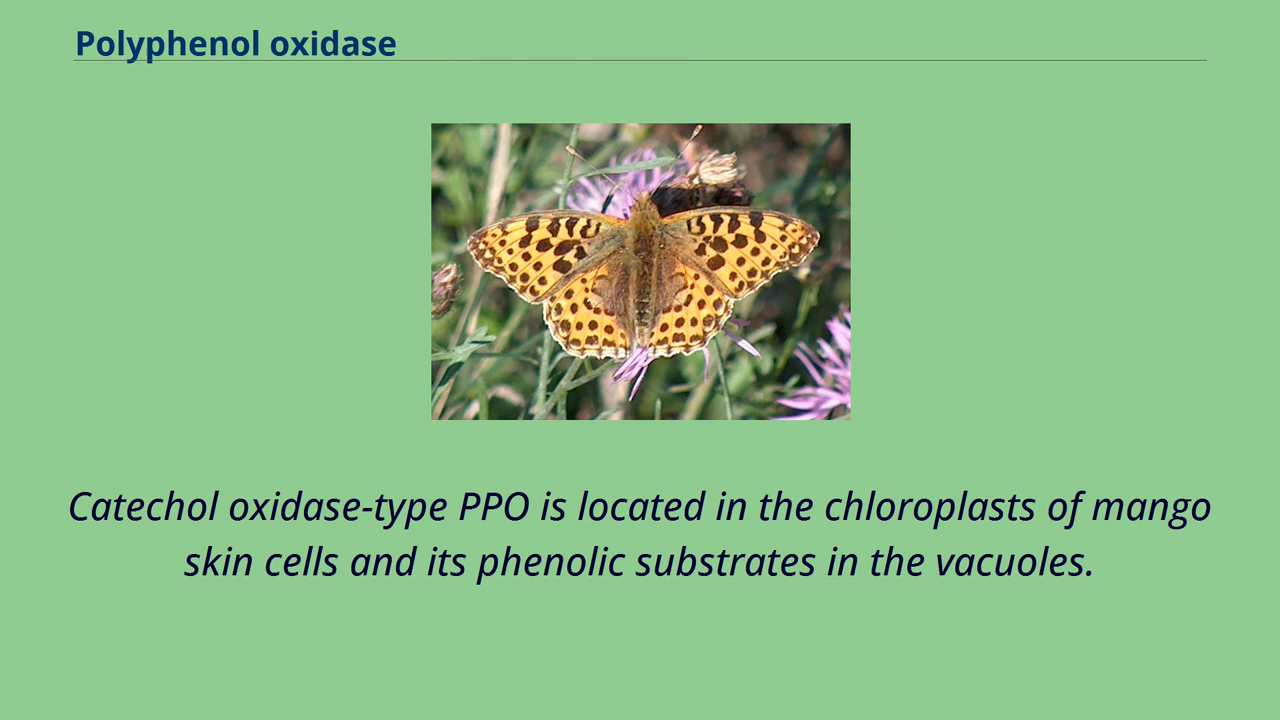 Polyphenol oxidase
Catechol oxidase-type PPO is located in the chloroplasts of mango
skin cells and its phenolic substrates in the vacuoles.